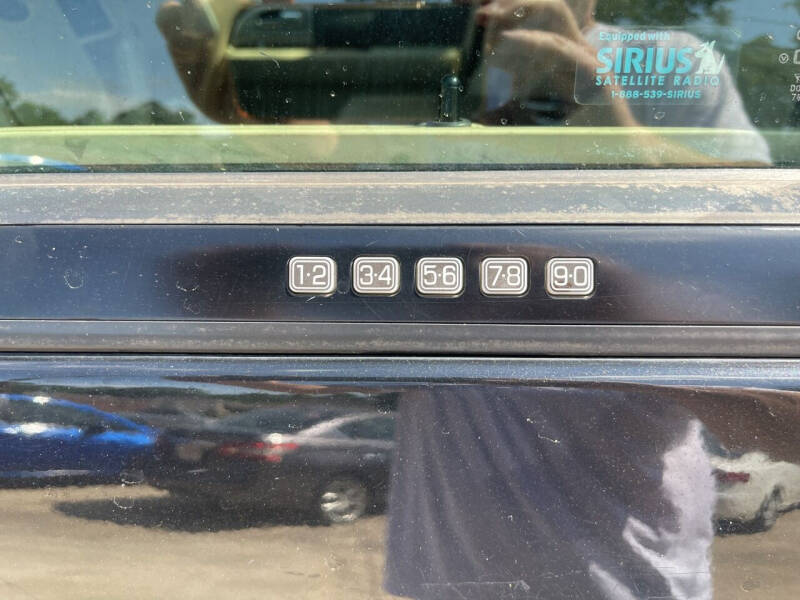 Equipped with
SIRIUS
SATELLITE RADIO
1-888-539-SIRIUS
1·2 3·4 5·6 7·8 9·0